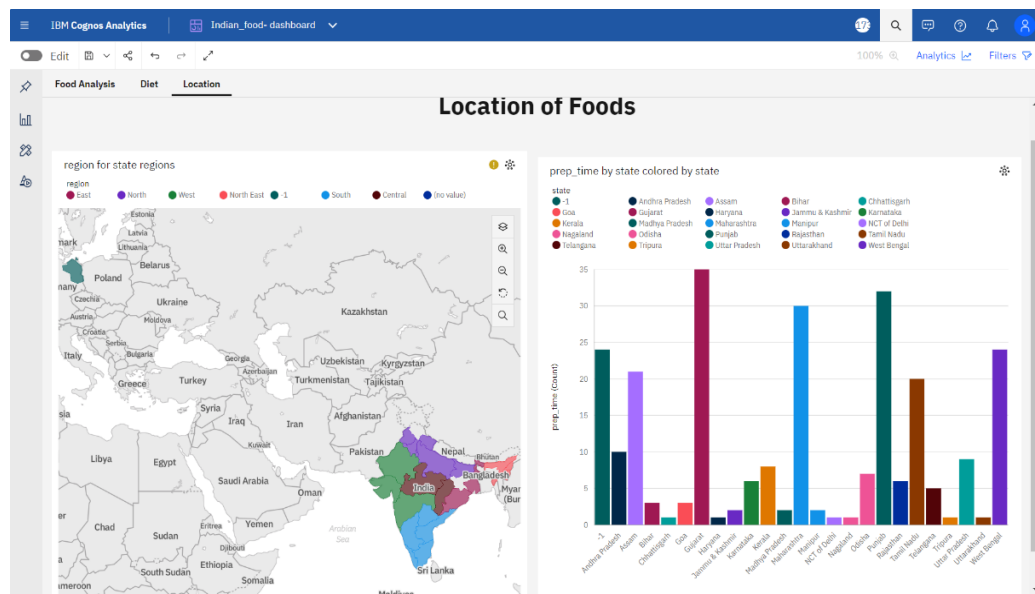 IBM Cognos Analytics
Indian_food- dashboard
Edit
100%
Analytics
Filters
Food Analysis Diet Location
Location of Foods
region for state regions
region
East North West North East -1 South Central (no value)
Estonia
Latvia
Lithuania
Belarus
Poland
Czechia
Ukraine
Kazakhstan
Austria
Moldova
Croatia
Serbia
Italy
Bulgaria
Georgia
Uzbekistan
Kyrgyzstan
Azerbaijan
Greece
Turkey
Turkmenistan
Tajikistan
Syria
Afghanistan
Iraq
Iran
Kuwait
Pakistan
Nepal
Bhutan
Libya
Egypt
Bangladesh
Saudi Arabia
India
Oman
Chad
Eritrea
Yemen
Arabian
Sea
Sudan
Djibouti
South Sudan
Ethiopia
Sri Lanka
Somalia
Maldives
prep_time by state colored by state
state
-1 Andhra Pradesh Assam Bihar Chhattisgarh
Goa Gujarat Haryana Jammu & Kashmir Karnataka
Kerala Madhya Pradesh Maharashtra Manipur NCT of Delhi
Nagaland Odisha Punjab Rajasthan Tamil Nadu
Telangana Tripura Uttar Pradesh Uttarakhand West Bengal
prep_time (Count)
35
30
25
20
15
10
5
0
-1
Andhra Pradesh
Assam
Bihar
Chhattisgarh
Goa
Gujarat
Haryana
Jammu & Kashmir
Karnataka
Kerala
Madhya Pradesh
Maharashtra
Manipur
NCT of Delhi
Nagaland
Odisha
Punjab
Rajasthan
Tamil Nadu
Telangana
Tripura
Uttar Pradesh
Uttarakhand
West Bengal